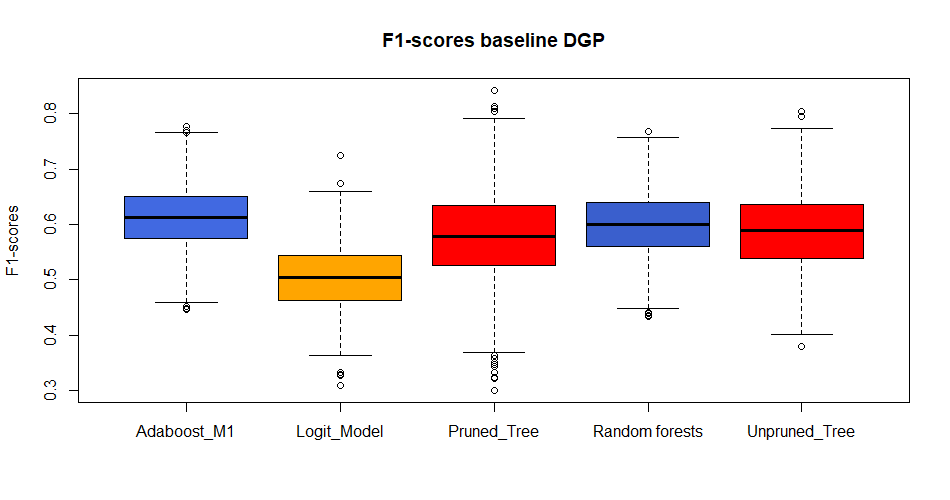 F1-scores baseline DGP
F1-scores
0.8
0.7
0.6
0.5
0.4
0.3
Adaboost_M1 Logit_Model Pruned_Tree Random forests Unpruned_Tree